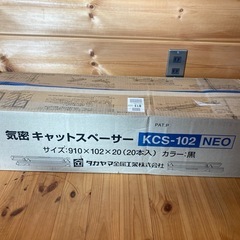 PAT.P
気密 キャットスペーサー KCS-102 NEO
サイズ:910×102×20(20本入) カラー:黒
タカヤマ金属工業株式会社